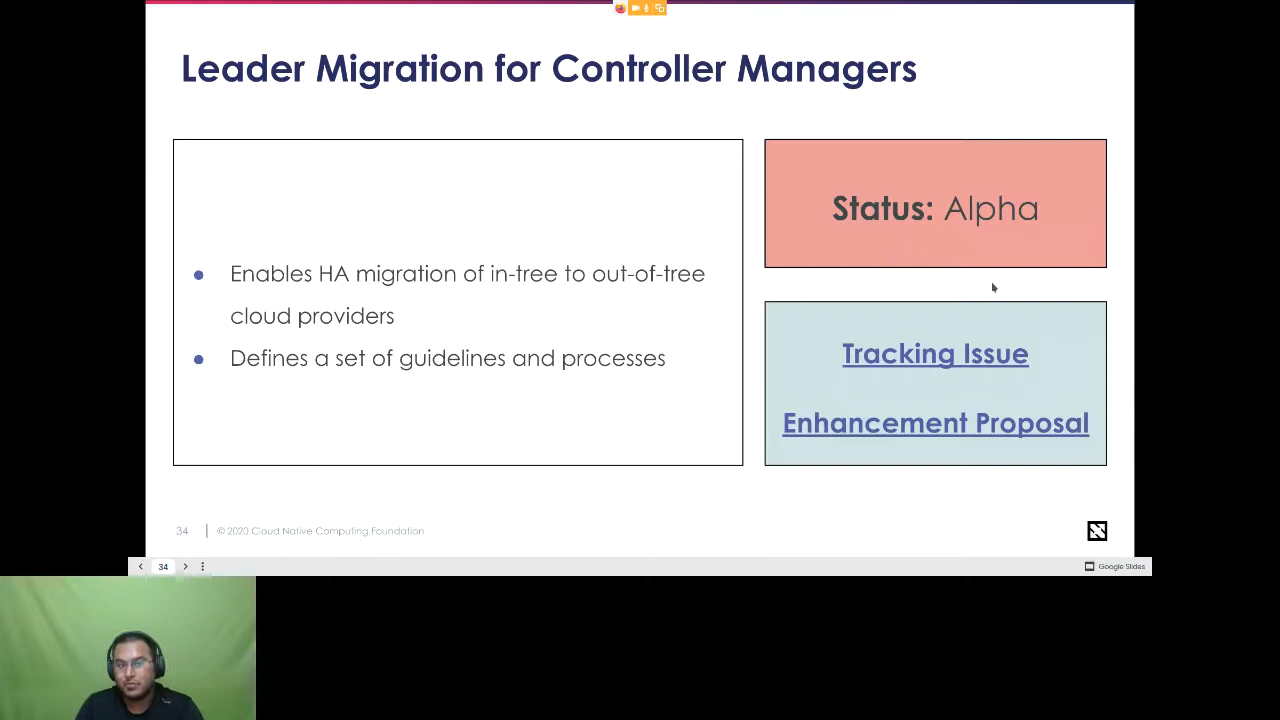 Leader Migration for Controller Managers
Enables HA migration of in-tree to out-of-tree
cloud providers
Defines a set of guidelines and processes
Status: Alpha
Tracking Issue
Enhancement Proposal
34
© 2020 Cloud Native Computing Foundation
34
Google Slides